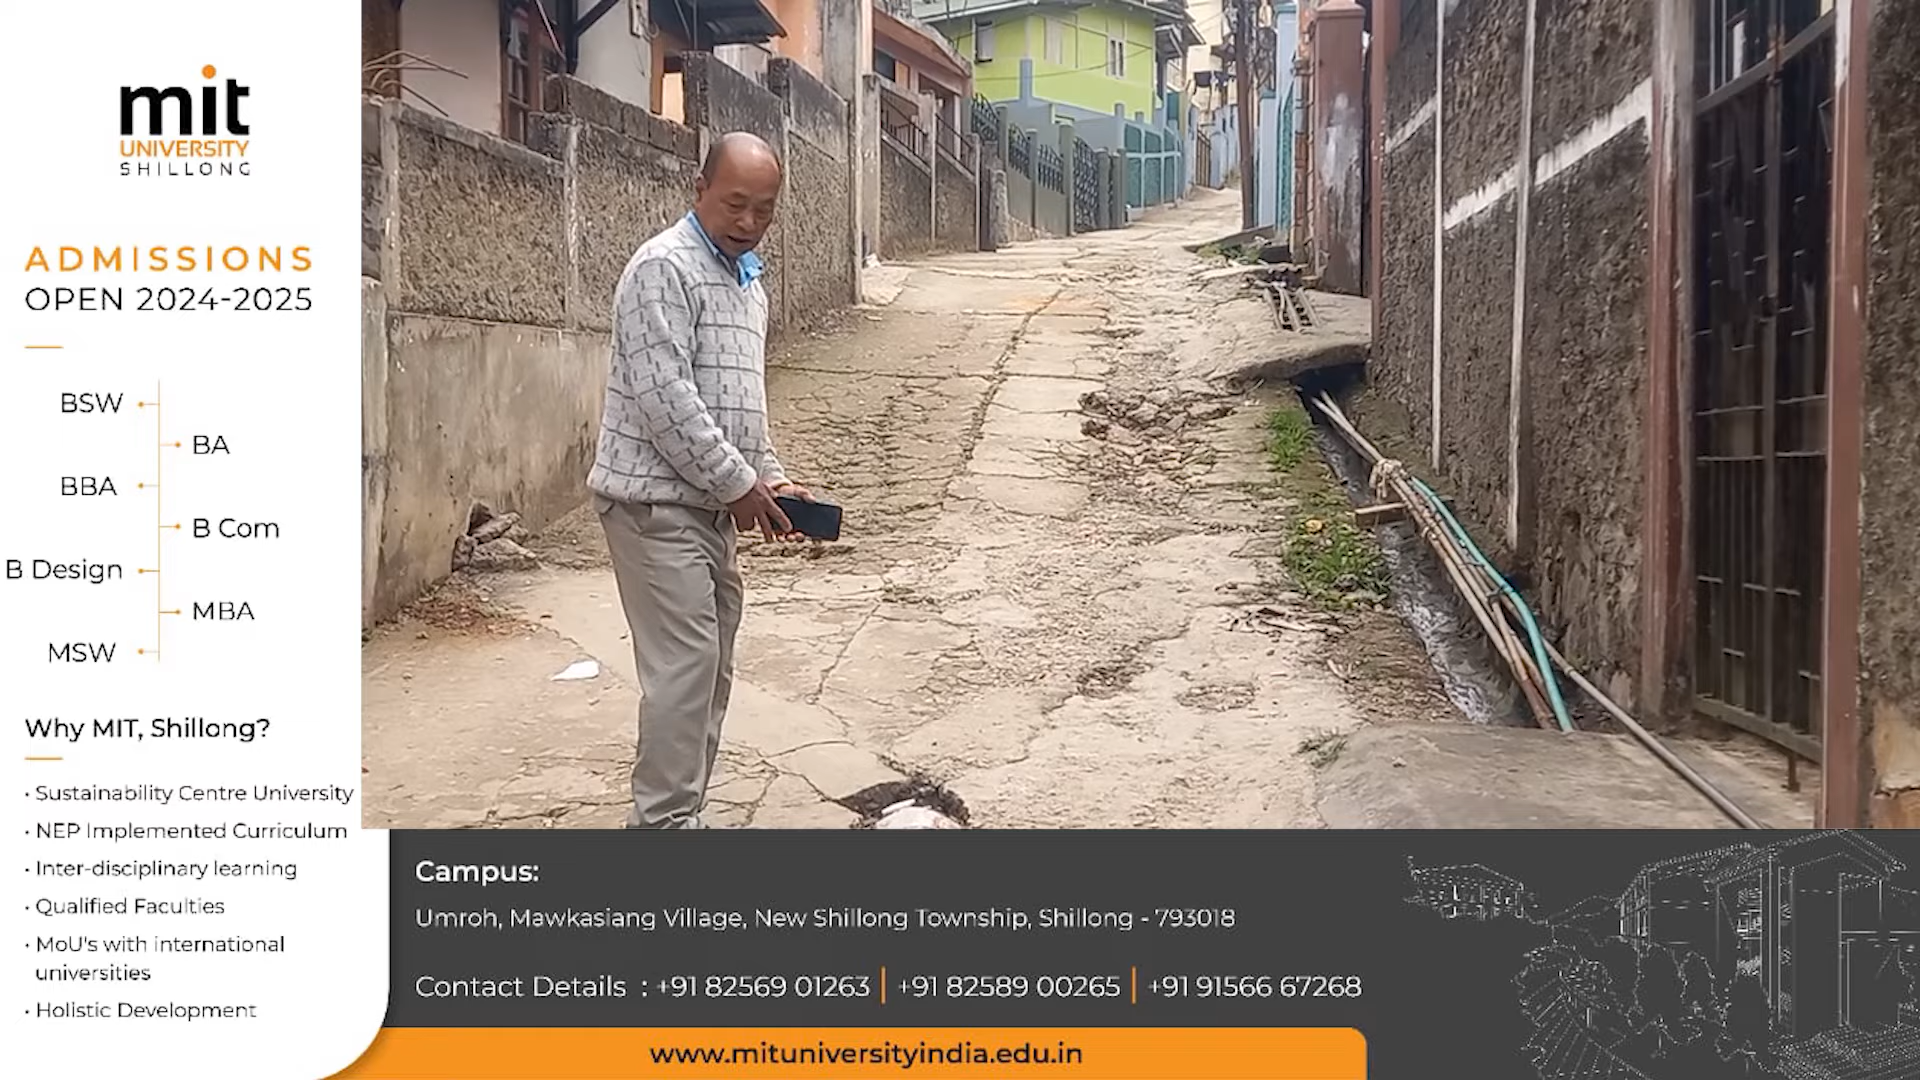 mit
UNIVERSITY
SHILLONG
ADMISSIONS
OPEN 2024-2025
BSW
BA
BBA
B Com
B Design
MBA
MSW
Why MIT, Shillong?
• Sustainability Centre University
• NEP Implemented Curriculum
• Inter-disciplinary learning
• Qualified Faculties
• MoU's with international
universities
• Holistic Development
Campus:
Umroh, Mawkasiang Village, New Shillong Township, Shillong - 793018
Contact Details : +91 82569 01263 | +91 82589 00265 | +91 91566 67268
www.mituniversityindia.edu.in